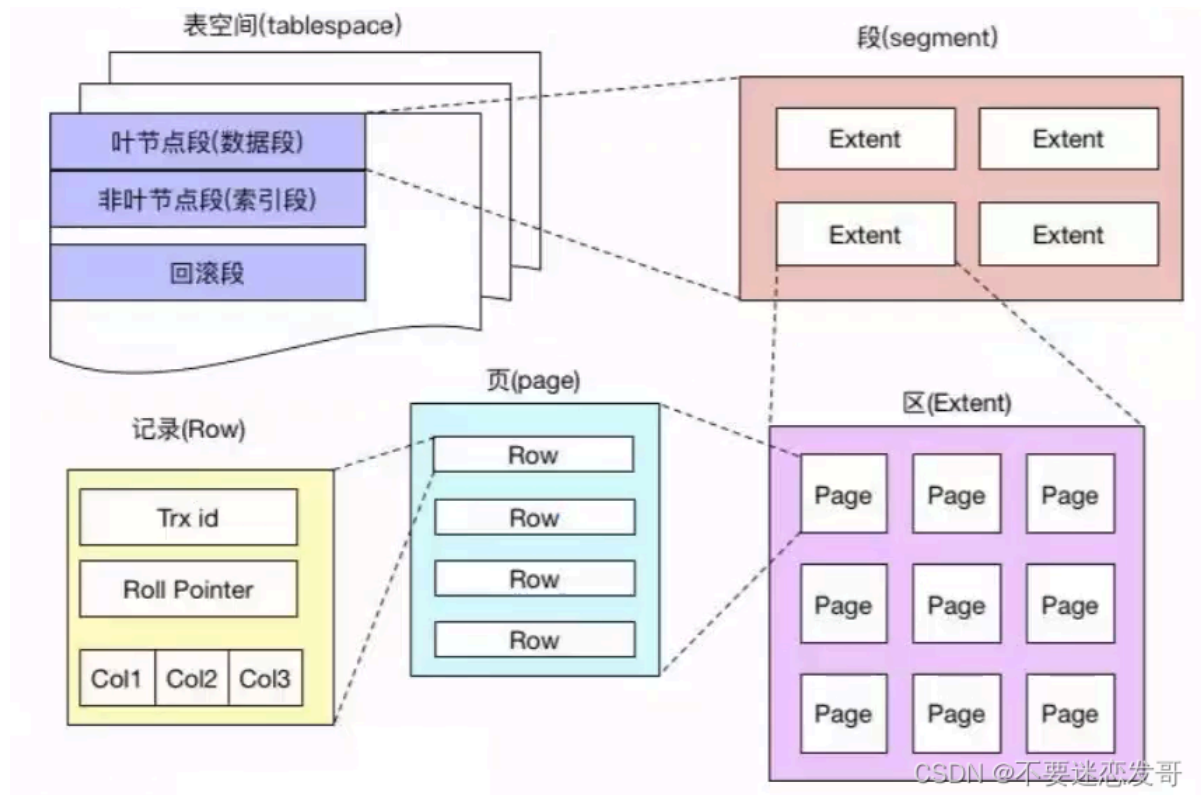 表空间(tablespace)
叶节点段(数据段)
非叶节点段(索引段)
回滚段
段(segment)
Extent
Extent
Extent
Extent
记录(Row)
Trx id
Roll Pointer
Col1
Col2
Col3
页(page)
Row
Row
Row
Row
区(Extent)
Page
Page
Page
Page
Page
Page
Page
Page
Page
CSDN @不要迷恋发哥